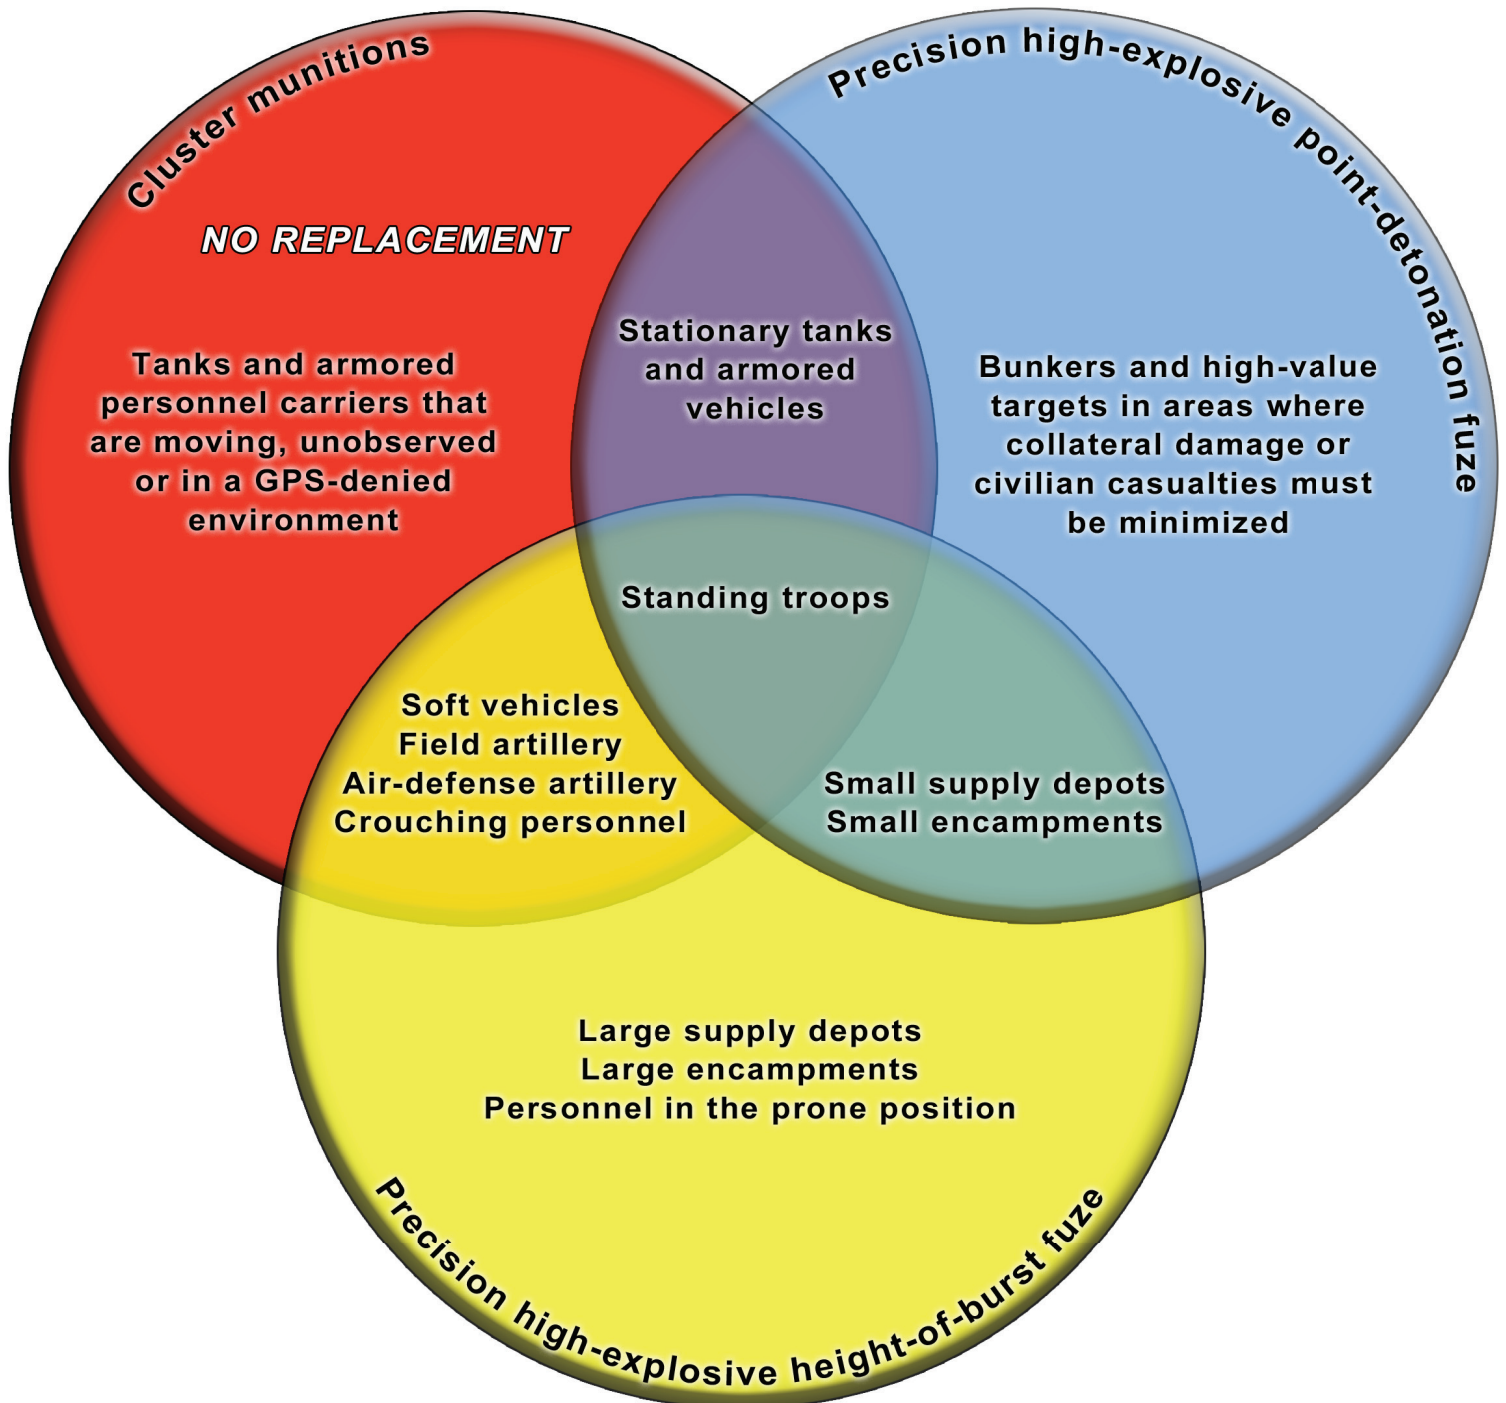 Cluster munitions
Precision high-explosive point-detonation fuze
NO REPLACEMENT
Tanks and armored
personnel carriers that
are moving, unobserved
or in a GPS-denied
environment
Stationary tanks
and armored
vehicles
Bunkers and high-value
targets in areas where
collateral damage or
civilian casualties must
be minimized
Standing troops
Soft vehicles
Field artillery
Air-defense artillery
Crouching personnel
Small supply depots
Small encampments
Large supply depots
Large encampments
Personnel in the prone position
Precision high-explosive height-of-burst fuze